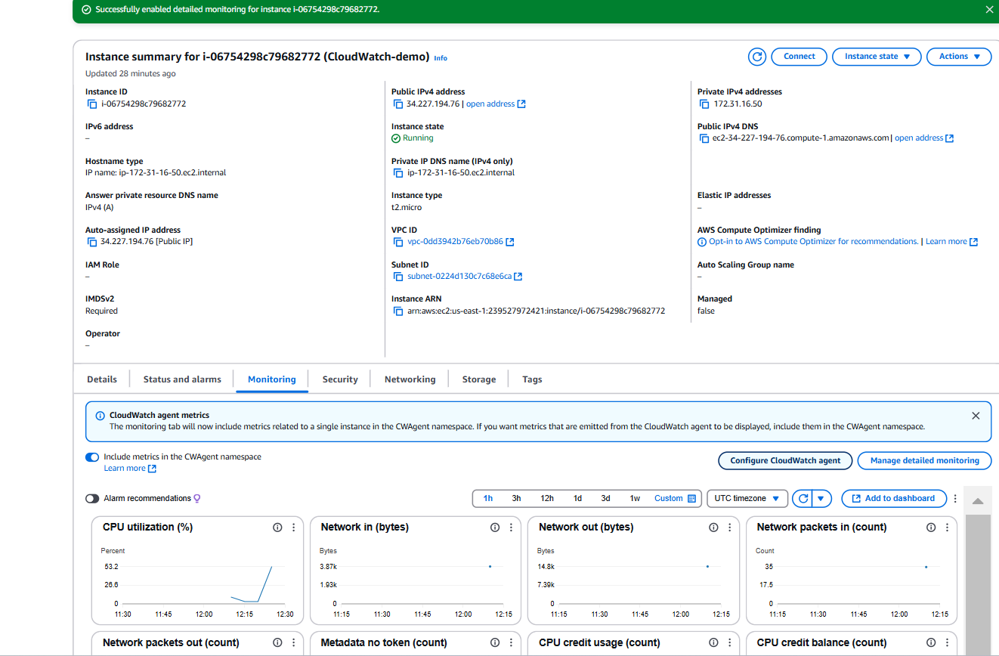 Successfully enabled detailed monitoring for instance i-06754298c79682772.
Instance summary for i-06754298c79682772 (CloudWatch-demo) Info
Connect
Instance state
Actions
Updated 28 minutes ago
Instance ID
i-06754298c79682772
Public IPv4 address
34.227.194.76 | open address
Private IPv4 addresses
172.31.16.50
IPv6 address
–
Instance state
Running
Public IPv4 DNS
ec2-34-227-194-76.compute-1.amazonaws.com | open address
Hostname type
IP name: ip-172-31-16-50.ec2.internal
Private IP DNS name (IPv4 only)
ip-172-31-16-50.ec2.internal
Answer private resource DNS name
IPv4 (A)
Instance type
t2.micro
Elastic IP addresses
–
Auto-assigned IP address
34.227.194.76 [Public IP]
VPC ID
vpc-0dd3942b76eb70b86
AWS Compute Optimizer finding
Opt-in to AWS Compute Optimizer for recommendations. | Learn more
IAM Role
–
Subnet ID
subnet-0224d130c7c68e6ca
Auto Scaling Group name
–
IMDSv2
Required
Instance ARN
arn:aws:ec2:us-east-1:239527972421:instance/i-06754298c79682772
Managed
false
Operator
–
Details
Status and alarms
Monitoring
Security
Networking
Storage
Tags
CloudWatch agent metrics
The monitoring tab will now include metrics related to a single instance in the CWAgent namespace. If you want metrics that are emitted from the CloudWatch agent to be displayed, include them in the CWAgent namespace.
Include metrics in the CWAgent namespace
Learn more
Configure CloudWatch agent
Manage detailed monitoring
Alarm recommendations
1h 3h 12h 1d 3d 1w Custom
UTC timezone
Add to dashboard
CPU utilization (%)
Percent
53.2
26.6
0
11:30 11:45 12:00 12:15 12:30
Network in (bytes)
Bytes
3.87k
1.93k
0
11:15 11:30 11:45 12:00 12:15
Network out (bytes)
Bytes
14.8k
7.39k
0
11:15 11:30 11:45 12:00 12:15
Network packets in (count)
Count
35
17.5
0
11:15 11:30 11:45 12:00 12:15
Network packets out (count)
Metadata no token (count)
CPU credit usage (count)
CPU credit balance (count)